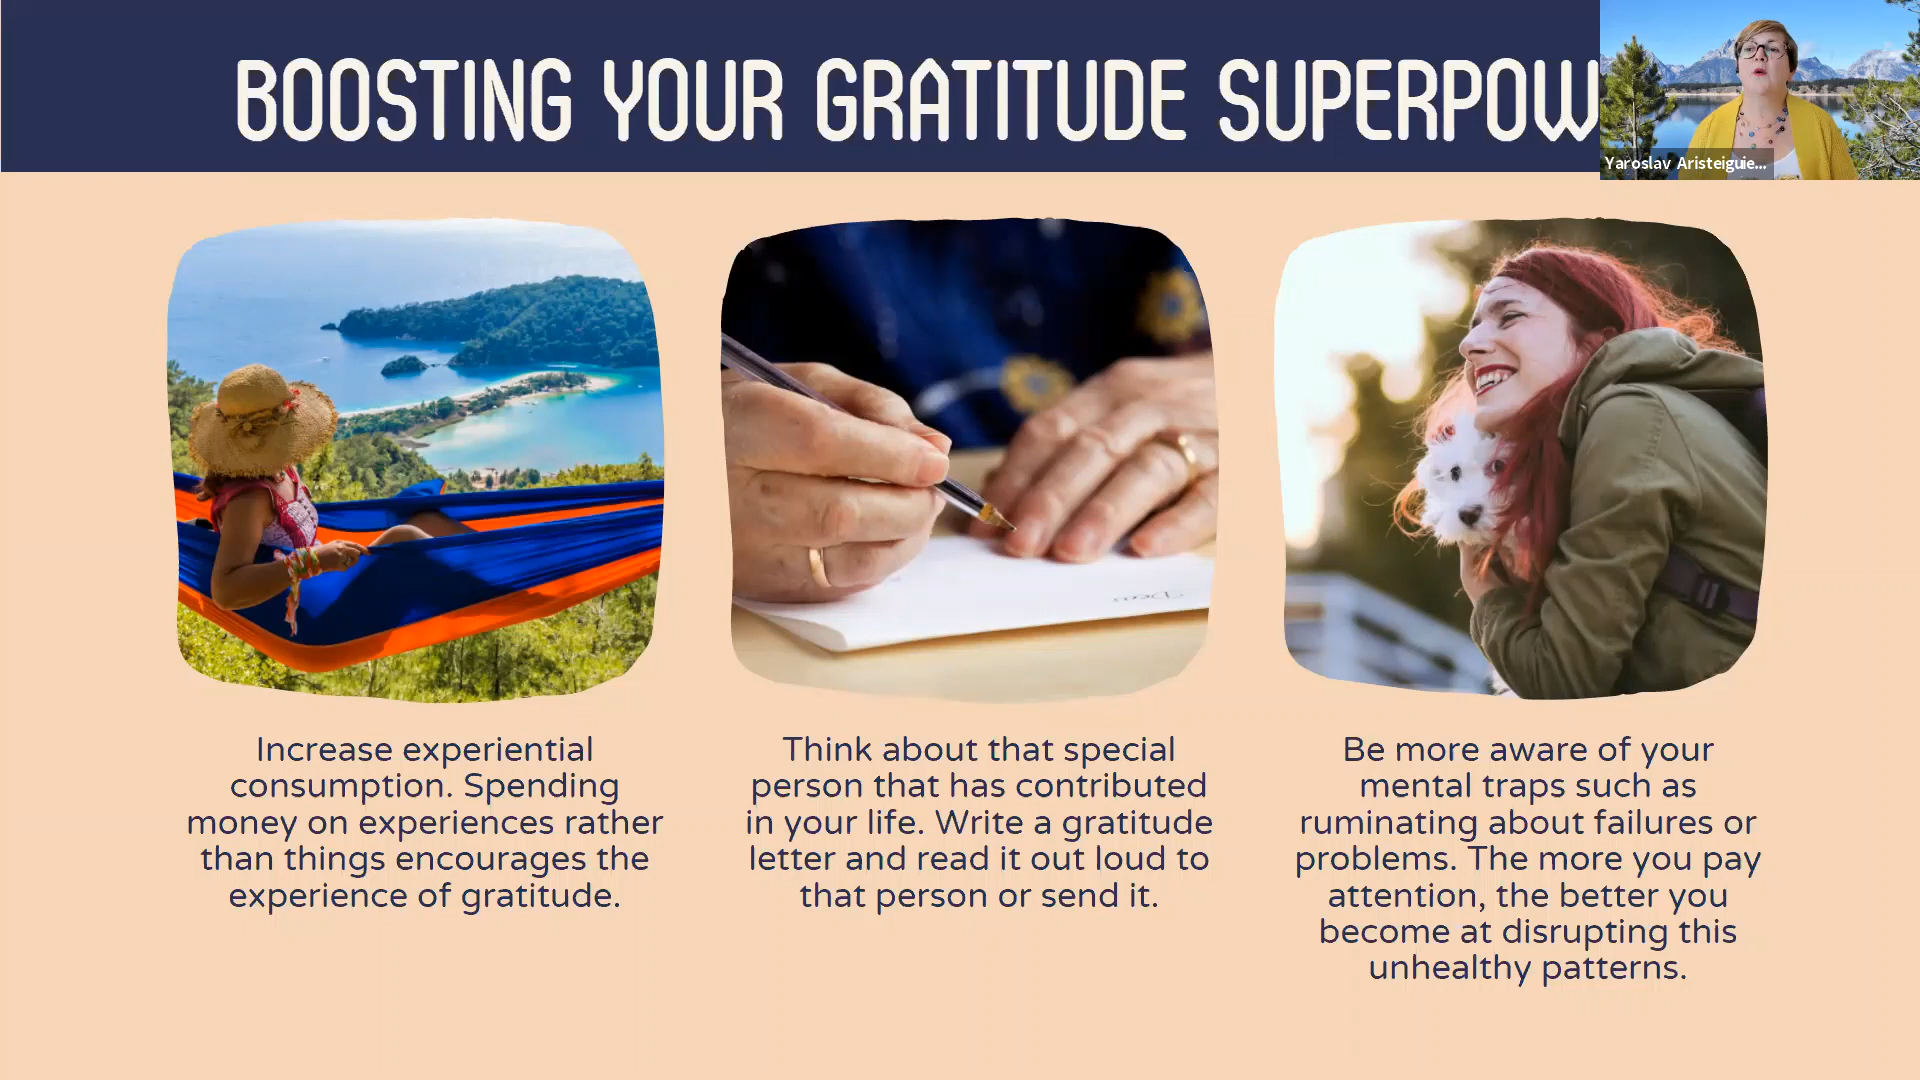 BOOSTING YOUR GRATITUDE SUPERPOW
Yaroslav Aristeiguie...
Increase experiential
consumption. Spending
money on experiences rather
than things encourages the
experience of gratitude.
Think about that special
person that has contributed
in your life. Write a gratitude
letter and read it out loud to
that person or send it.
Be more aware of your
mental traps such as
ruminating about failures or
problems. The more you pay
attention, the better you
become at disrupting this
unhealthy patterns.